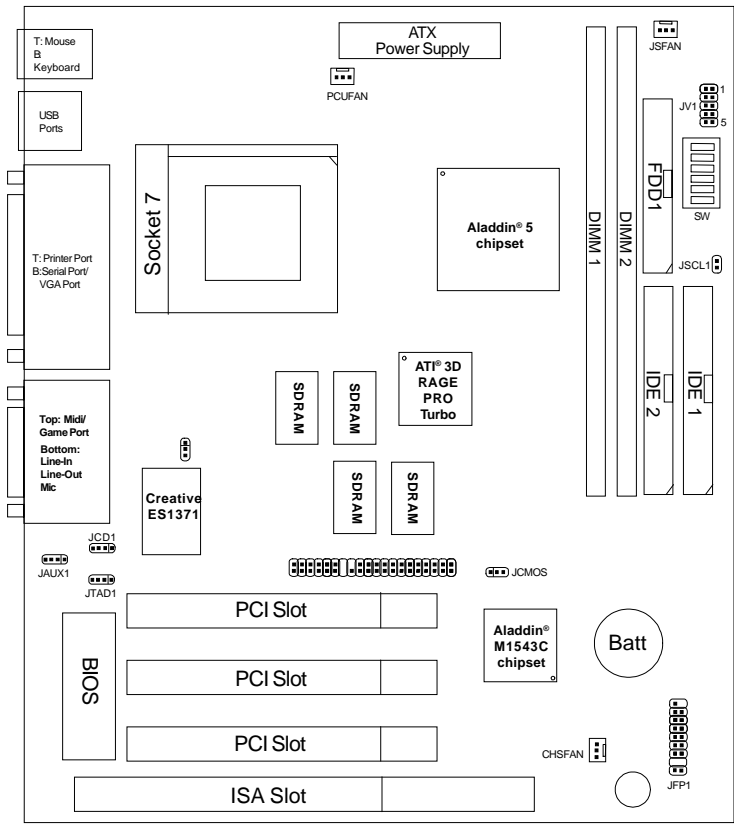 T: Mouse
B:
Keyboard
ATX
Power Supply
JSFAN
PCUFAN
USB
Ports
JV1
1
5
FDD1
SW
Socket 7
Aladdin® 5
chipset
DIMM 1
DIMM 2
T: Printer Port
B:Serial Port/
VGA Port
JSCL1
ATI® 3D
RAGE
PRO
Turbo
SDRAM
SDRAM
IDE 2
IDE 1
Top: Midi/
Game Port
Bottom:
Line-In
Line-Out
Mic
Creative
ES1371
SDRAM
SDRAM
JCD1
JAUX1
JTAD1
JCMOS
PCI Slot
Aladdin®
M1543C
chipset
Batt
BIOS
PCI Slot
PCI Slot
CHSFAN
JFP1
ISA Slot